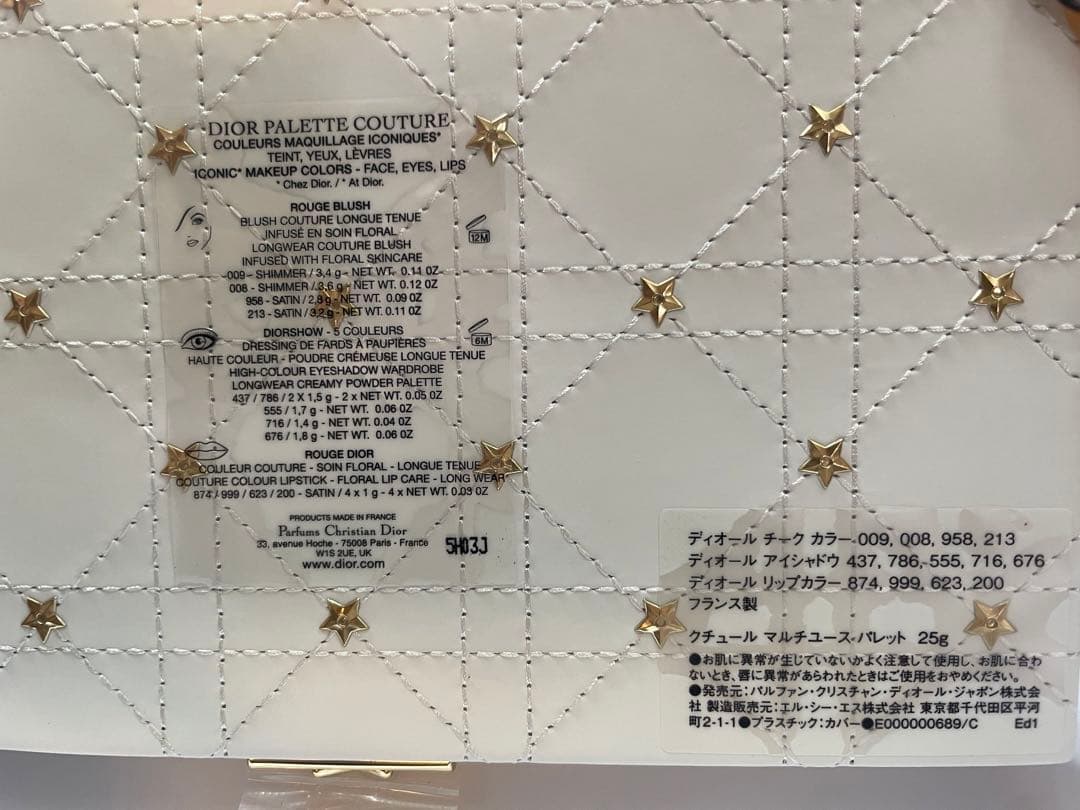 DIOR PALETTE COUTURE
COULEURS MAQUILLAGE ICONIQUES*
TEINT, YEUX, LÈVRES
ICONIC* MAKEUP COLORS - FACE, EYES, LIPS
* Chez Dior. / * At Dior.
ROUGE BLUSH
BLUSH COUTURE LONGUE TENUE
INFUSÉ EN SOIN FLORAL
LONGWEAR COUTURE BLUSH
INFUSED WITH FLORAL SKINCARE
009 - SHIMMER / 3,4 g - NET WT. 0.11 OZ
008 - SHIMMER / 3,6 g - NET WT. 0.12 OZ
958 - SATIN / 2,8 g - NET WT. 0.09 OZ
213 - SATIN / 3,2 g - NET WT. 0.11 OZ
12M
DIORSHOW - 5 COULEURS
DRESSING DE FARDS À PAUPIÈRES
HAUTE COULEUR - POUDRE CRÉMEUSE LONGUE TENUE
HIGH-COLOUR EYESHADOW WARDROBE
LONGWEAR CREAMY POWDER PALETTE
437 / 786 / 2 X 1,5 g - 2 x NET WT. 0.05 OZ
555 / 1,7 g - NET WT. 0.06 OZ
716 / 1,4 g - NET WT. 0.04 OZ
676 / 1,8 g - NET WT. 0.06 OZ
6M
ROUGE DIOR
COULEUR COUTURE - SOIN FLORAL - LONGUE TENUE
COUTURE COLOUR LIPSTICK - FLORAL LIP CARE - LONG WEAR
874 / 999 / 623 / 200 - SATIN / 4 x 1 g - 4 x NET WT. 0.03 OZ
PRODUCTS MADE IN FRANCE
Parfums Christian Dior
33, avenue Hoche - 75008 Paris - France
W1S 2UE, UK
www.dior.com
5H03J
ディオール チーク カラー 009, 008, 958, 213
ディオール アイシャドウ 437, 786, 555, 716, 676
ディオール リップカラー 874, 999, 623, 200
フランス製
クチュール マルチユース パレット 25g
●お肌に異常が生じていないかよく注意して使用し、お肌に合わ
ないとき、唇に異常があらわれたときはご使用をおやめください。
●発売元：パルファン・クリスチャン・ディオール・ジャポン株式会
社 製造販売元：エル・シー・エス株式会社 東京都千代田区平河
町2-1-1●プラスチック：カバー●E000000689/C Ed1